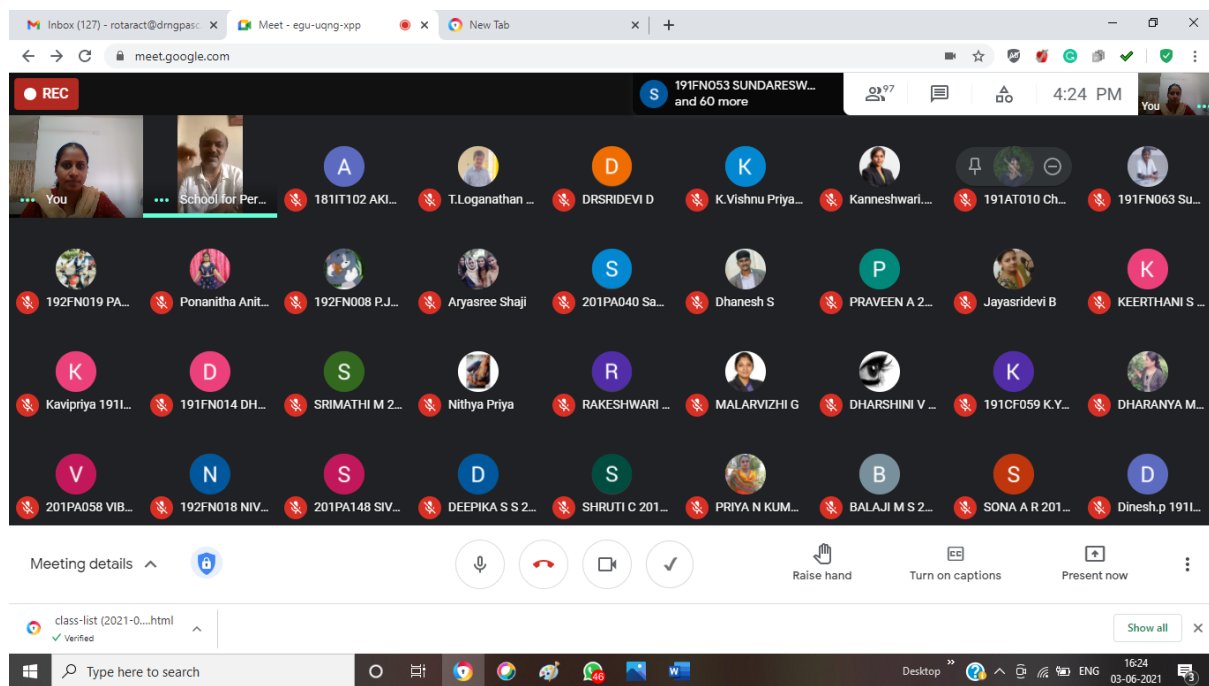 Inbox (127) - rotaract@drngpasc. Meet - egu-uqng-xpp New Tab
meet.google.com
REC
S 191FN053 SUNDARESW...
and 60 more
97
4:24 PM
You
You
School for Per...
A 181IT102 AKI...
T.Loganathan ...
D DRSRIDEVI D
K K.Vishnu Priya...
Kanneshwari....
191AT010 Ch...
191FN063 Su...
192FN019 PA...
Ponanitha Anit...
192FN008 P.J...
Aryasree Shaji
S 201PA040 Sa...
Dhanesh S
P PRAVEEN A 2...
Jayasridevi B
K KEERTHANI S ...
K Kavipriya 191I...
D 191FN014 DH...
S SRIMATHI M 2...
Nithya Priya
R RAKESHWARI ...
MALARVIZHI G
DHARSHINI V ...
K 191CF059 K.Y...
DHARANYA M...
V 201PA058 VIB...
N 192FN018 NIV...
S 201PA148 SIV...
D DEEPIKA S S 2...
S SHRUTI C 201...
PRIYA N KUM...
B BALAJI M S 2...
S SONA A R 201...
D Dinesh.p 191I...
Meeting details
Raise hand
CC
Turn on captions
Present now
class-list (2021-0....html
Verified
Show all
Type here to search
46
Desktop
ENG
16:24
03-06-2021
3